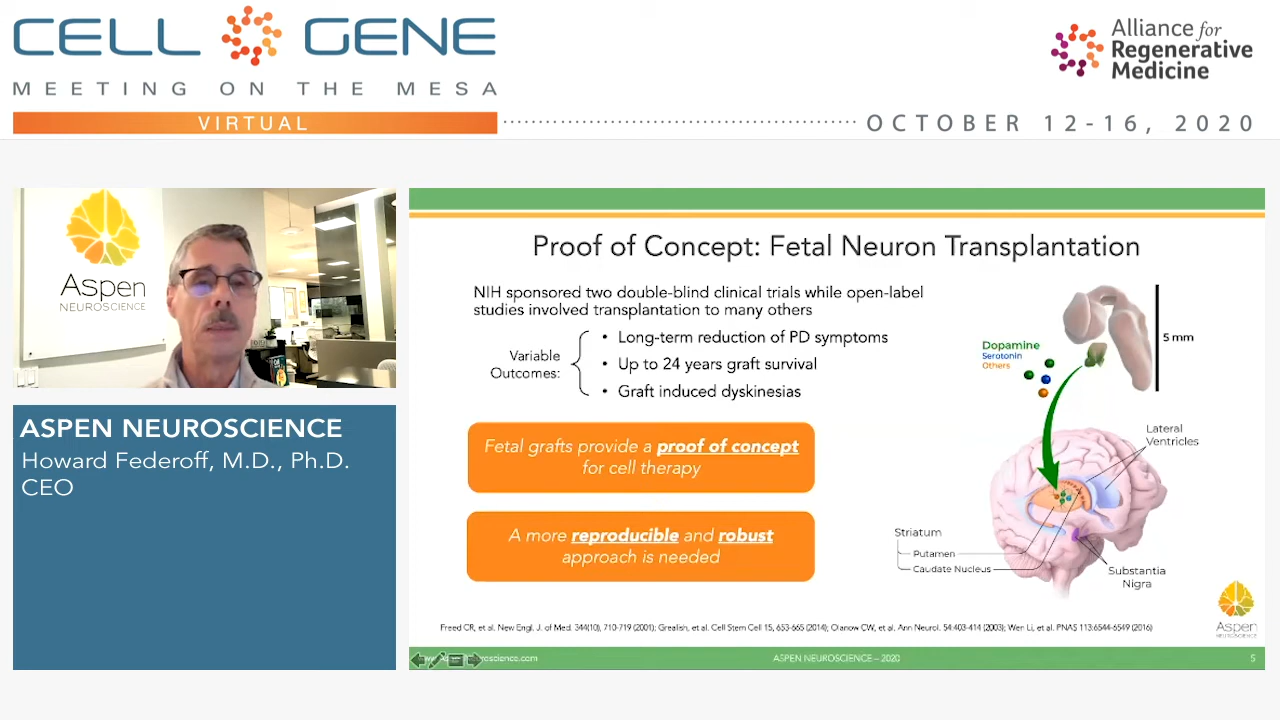 CELL GENE
MEETING ON THE MESA
VIRTUAL
Alliance for
Regenerative
Medicine
OCTOBER 12-16, 2020
Aspen
NEUROSCIENCE
ASPEN NEUROSCIENCE
Howard Federoff, M.D., Ph.D.
CEO
Proof of Concept: Fetal Neuron Transplantation
NIH sponsored two double-blind clinical trials while open-label
studies involved transplantation to many others
Variable
Outcomes:
• Long-term reduction of PD symptoms
• Up to 24 years graft survival
• Graft induced dyskinesias
Fetal grafts provide a proof of concept
for cell therapy
A more reproducible and robust
approach is needed
Dopamine
Serotonin
Others
5 mm
Lateral
Ventricles
Striatum
Putamen
Caudate Nucleus
Substantia
Nigra
Aspen
NEUROSCIENCE
Freed CR, et al. New Engl. J. of Med. 344(10), 710-719 (2001); Grealish, et al. Cell Stem Cell 15, 653-665 (2014); Olanow CW, et al. Ann Neurol. 54:403-414 (2003); Wen Li, et al. PNAS 113:6544-6549 (2016)
ASPEN NEUROSCIENCE – 2020
5